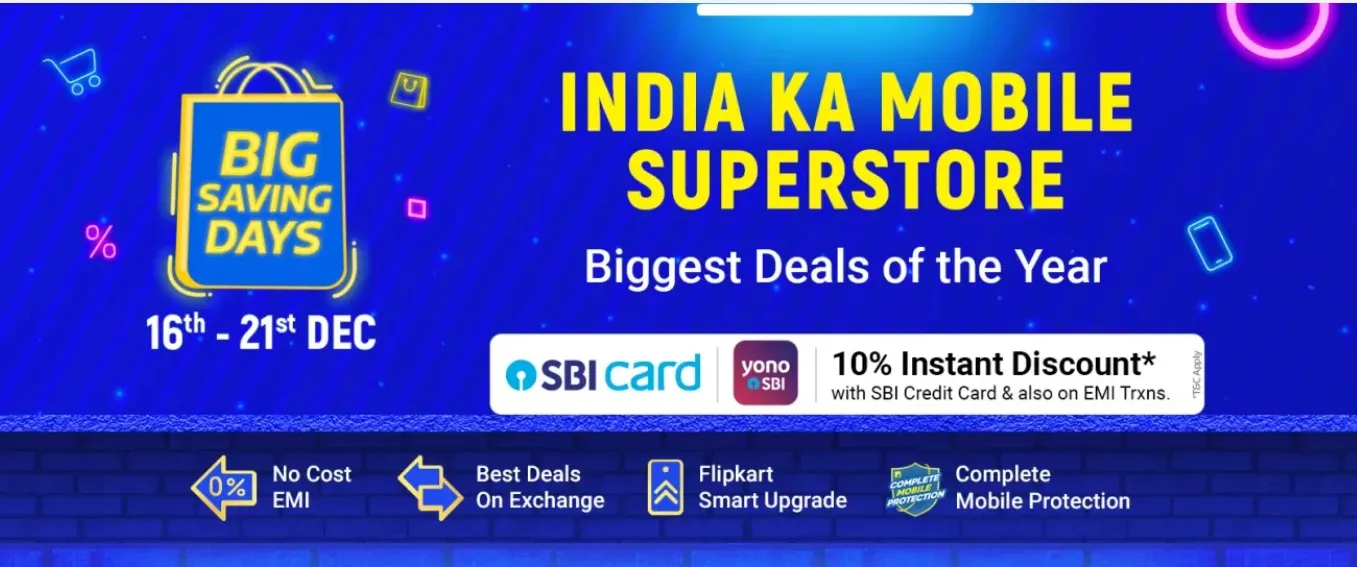 BIG
SAVING
DAYS
16th - 21st DEC
INDIA KA MOBILE
SUPERSTORE
Biggest Deals of the Year
SBI card
yono
SBI
10% Instant Discount*
with SBI Credit Card & also on EMI Trxns.
*T&C Apply
%
0%
No Cost
EMI
Best Deals
On Exchange
Flipkart
Smart Upgrade
COMPLETE
MOBILE
PROTECTION
Complete
Mobile Protection